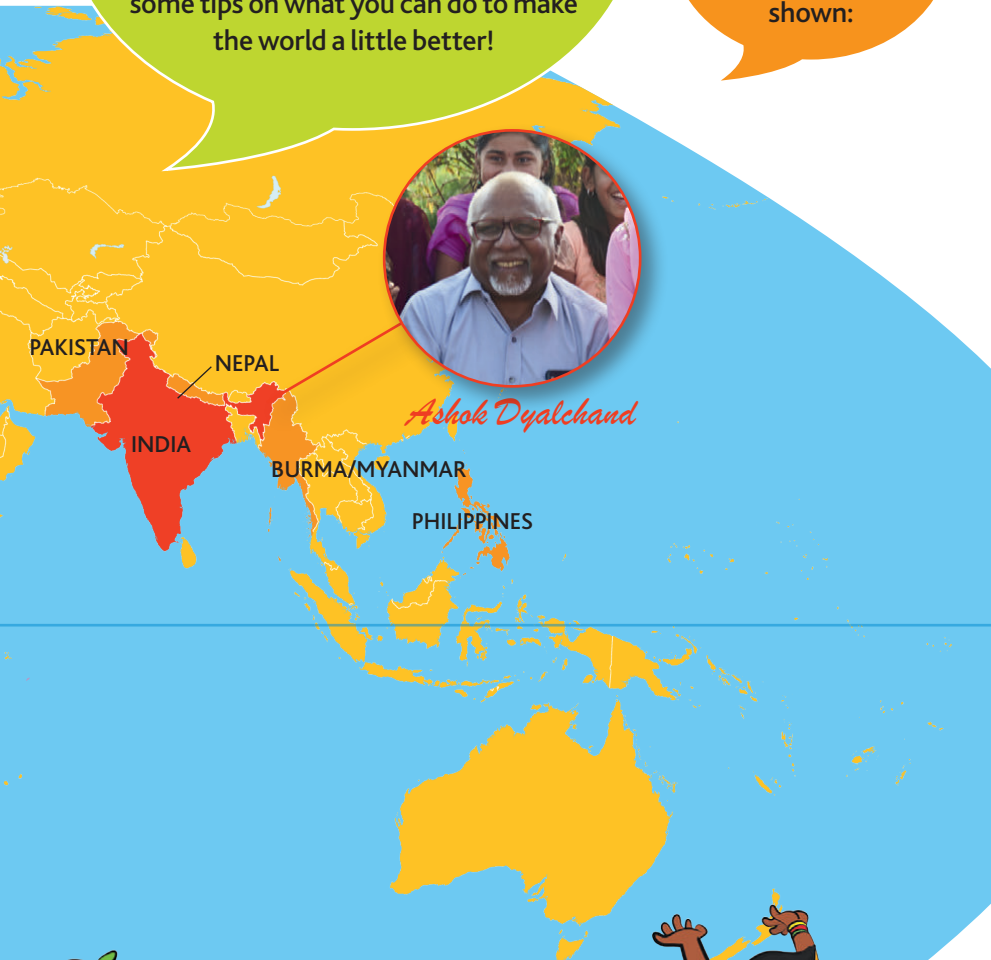 some tips on what you can do to make
the world a little better!
shown:
PAKISTAN
NEPAL
Ashok Dyalchand
INDIA
BURMA/MYANMAR
PHILIPPINES